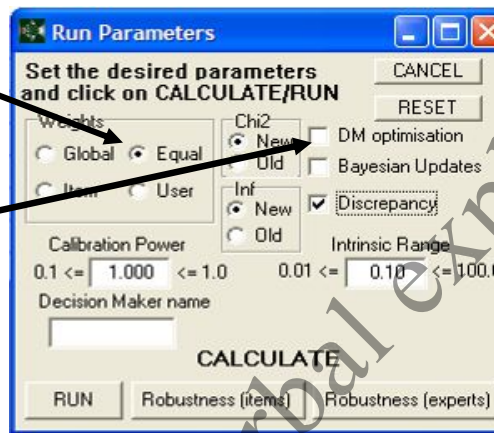 Run Parameters
Set the desired parameters
and click on CALCULATE/RUN
CANCEL
RESET
Weights
Global Equal
Item User
Chi2
New
Old
Inf
New
Old
DM optimisation
Bayesian Updates
Discrepancy
Calibration Power
0.1 <= 1.000 <= 1.0
Intrinsic Range
0.01 <= 0.10 <= 100.0
Decision Maker name
CALCULATE
RUN Robustness (items) Robustness (experts)